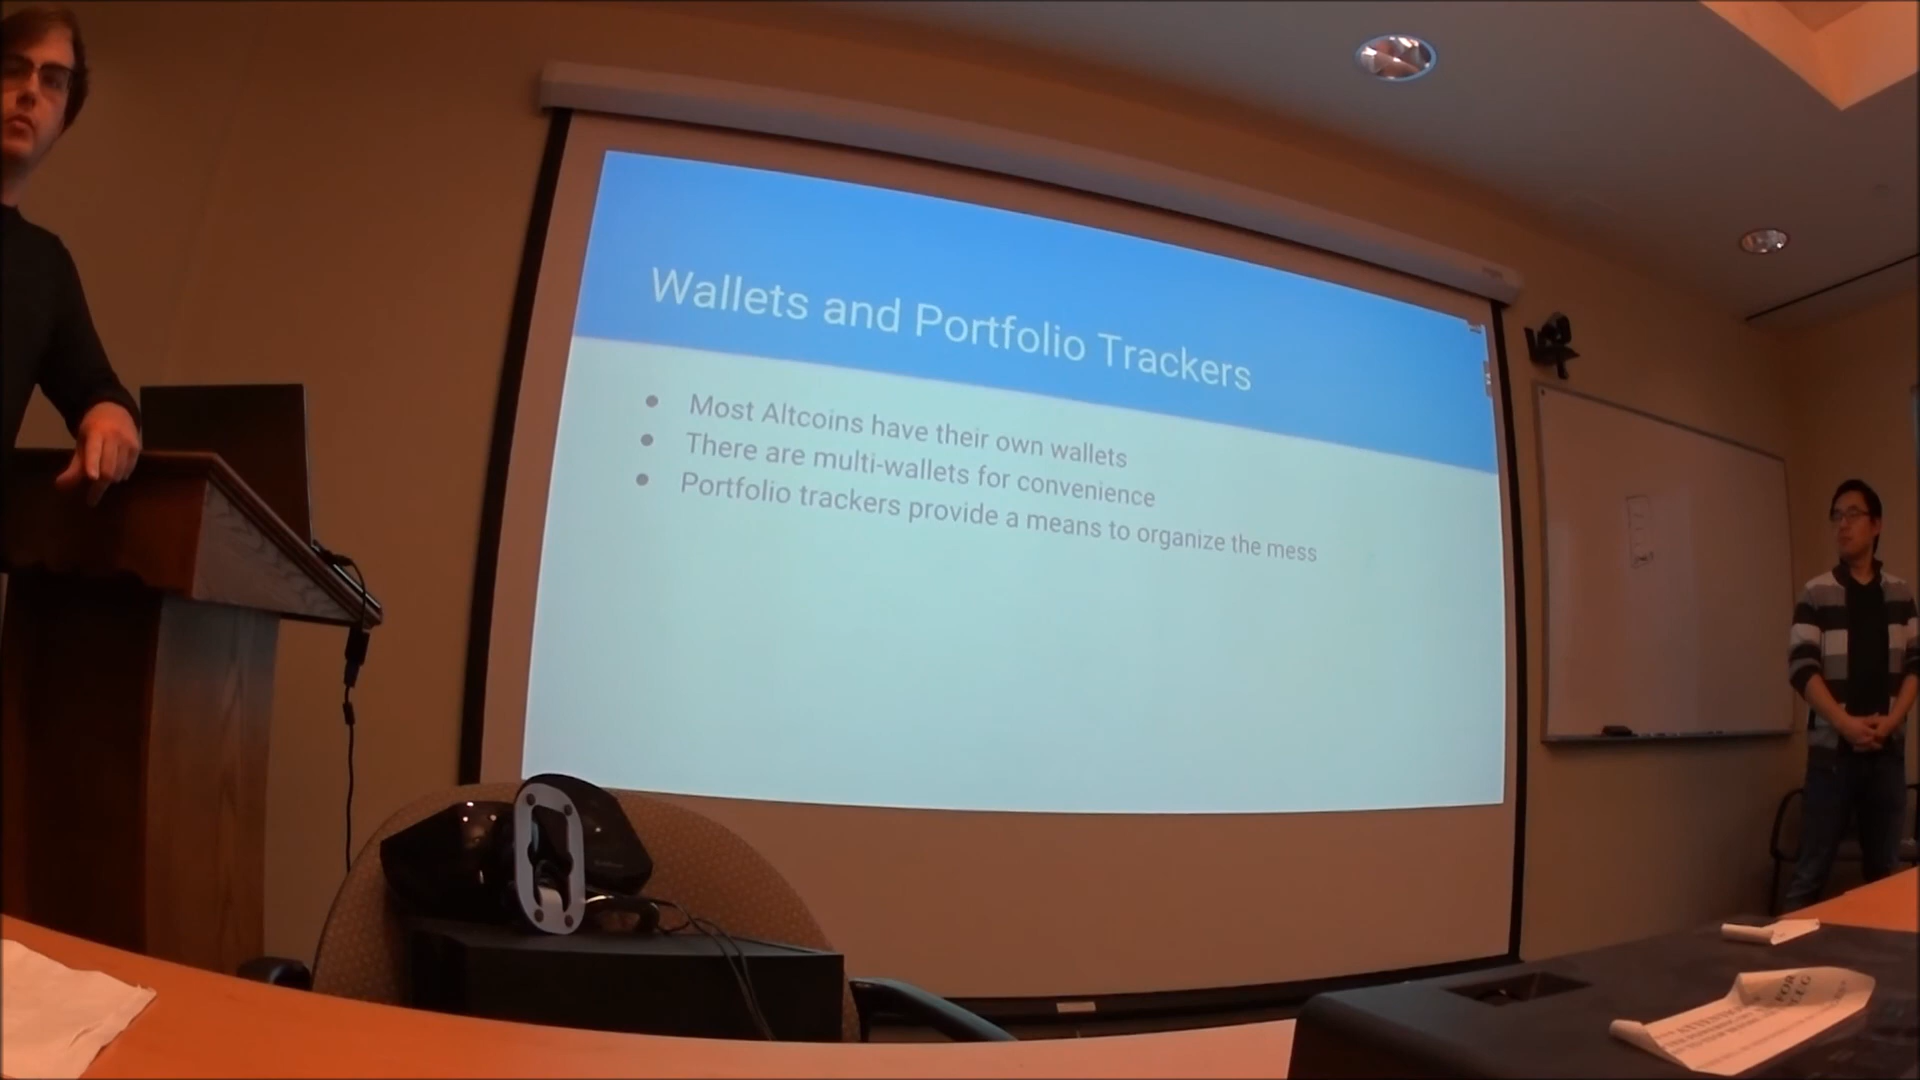 Wallets and Portfolio Trackers
Most Altcoins have their own wallets
There are multi-wallets for convenience
Portfolio trackers provide a means to organize the mess
FOR